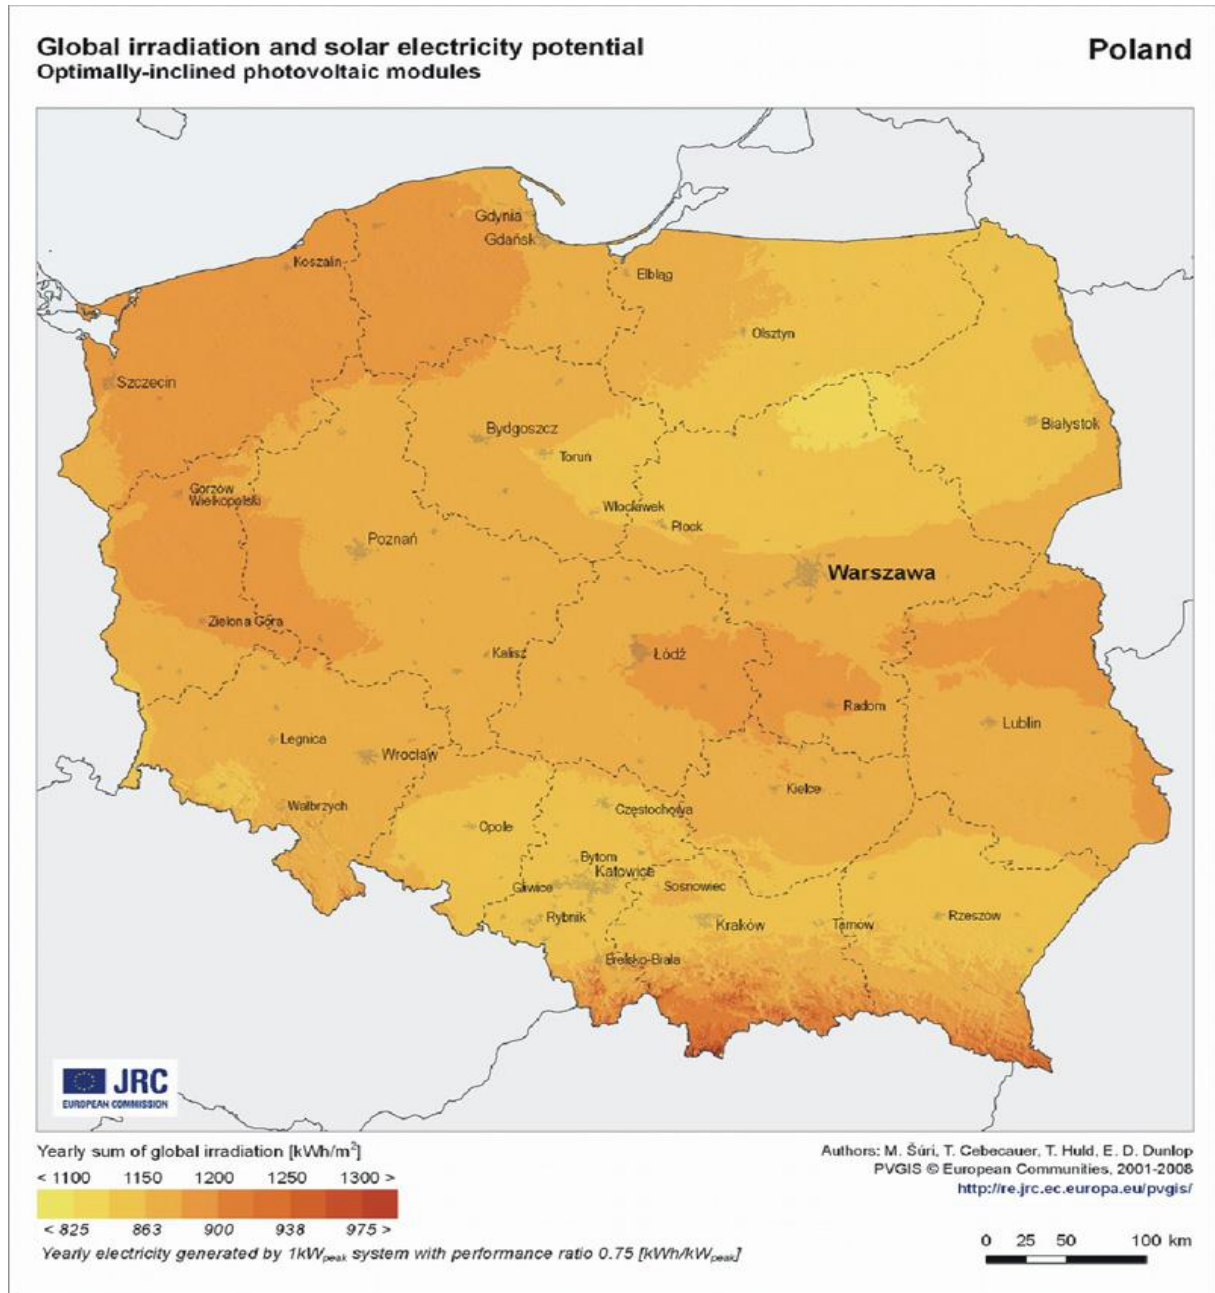 Global irradiation and solar electricity potential
Optimally-inclined photovoltaic modules
Poland
Gdynia
Gdańsk
Koszalin
Elbląg
Olsztyn
Szczecin
Białystok
Bydgoszcz
Toruń
Gorzów
Wielkopolski
Włocławek
Płock
Poznań
Warszawa
Zielona Góra
Kalisz
Łódź
Radom
Lublin
Legnica
Wrocław
Kielce
Wałbrzych
Częstochowa
Opole
Bytom
Katowice
Gliwice
Sosnowiec
Rybnik
Kraków
Tarnów
Rzeszów
Bielsko-Biała
JRC
EUROPEAN COMMISSION
Yearly sum of global irradiation [kWh/m²]
< 1100 1150 1200 1250 1300 >
< 825 863 900 938 975 >
Yearly electricity generated by 1kWpeak system with performance ratio 0.75 [kWh/kWpeak]
Authors: M. Šúri, T. Cebecauer, T. Huld, E. D. Dunlop
PVGIS © European Communities, 2001-2008
http://re.jrc.ec.europa.eu/pvgis/
0 25 50 100 km